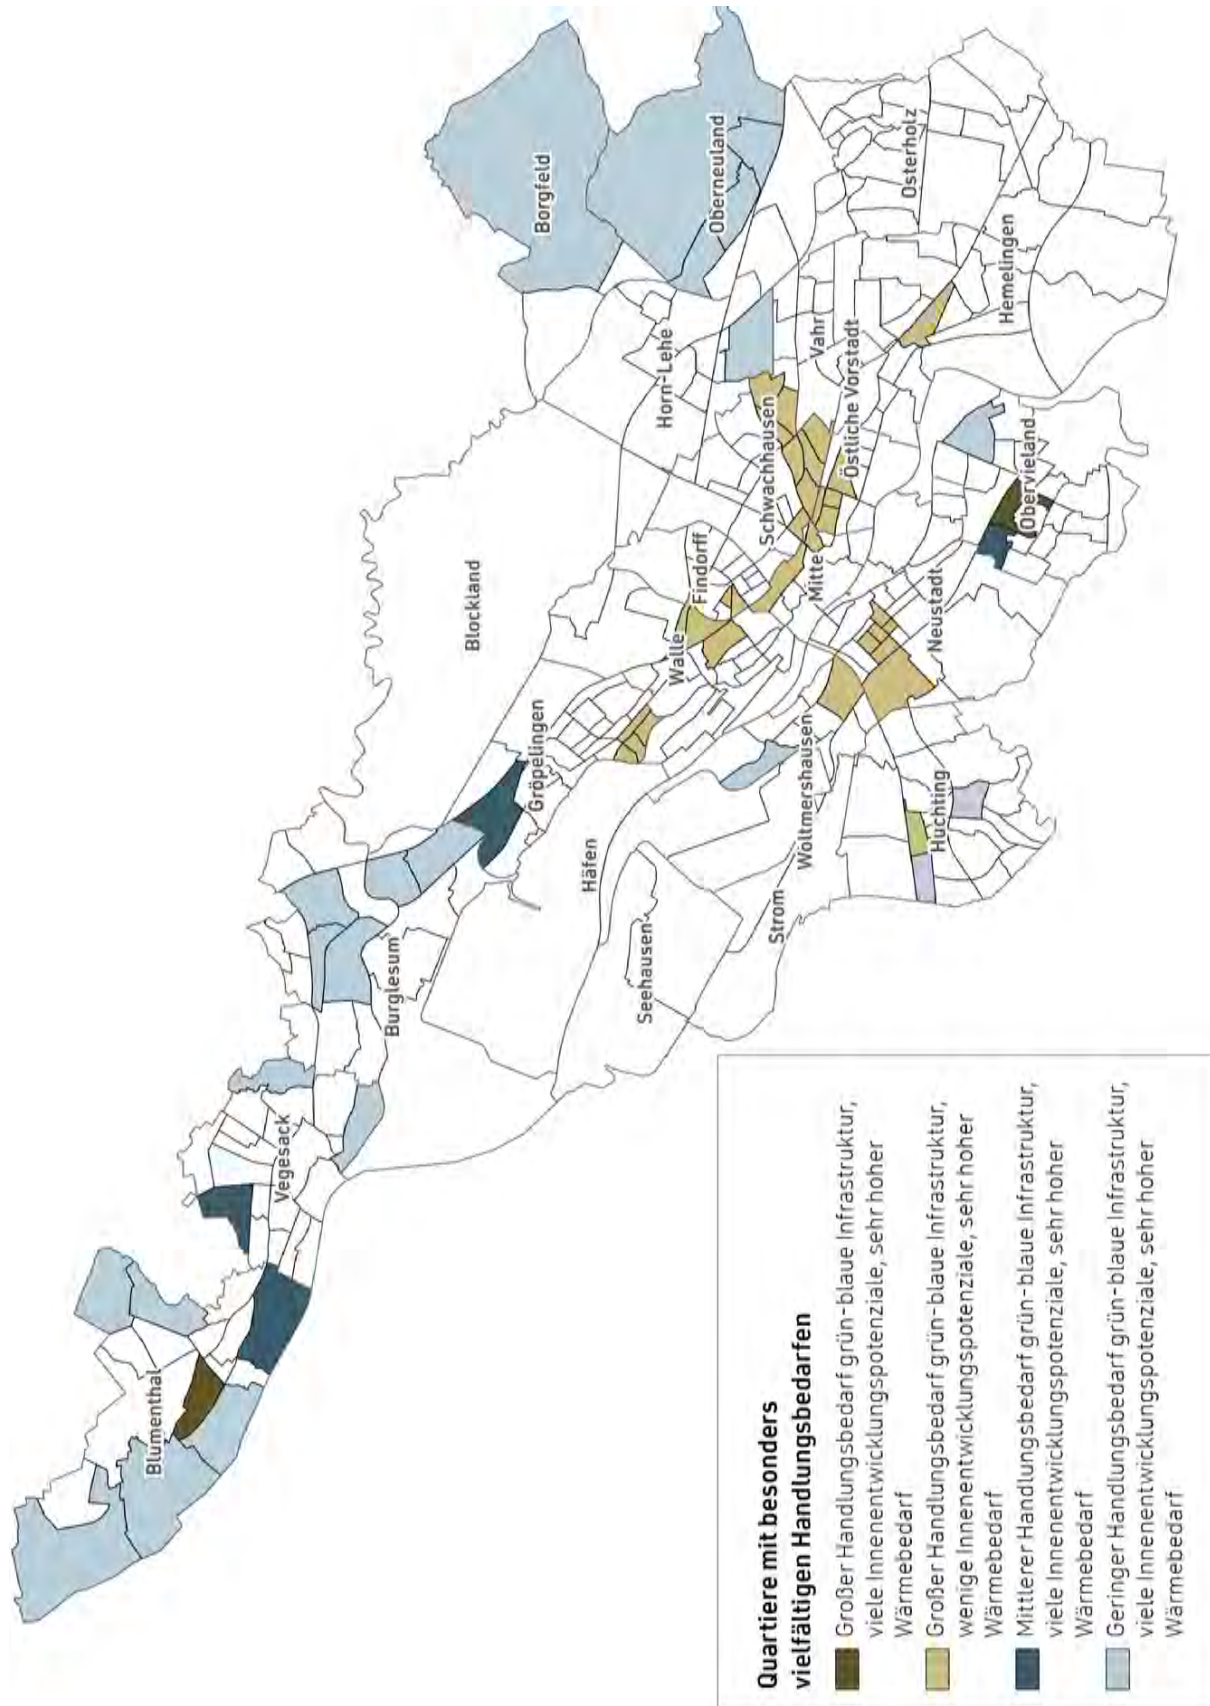 Borgfeld
Oberneuland
Osterholz
Hemelingen
Horn-Lehe
Vahr
Östliche Vorstadt
Schwachhausen
Obervieland
Findorff
Mitte
Blockland
Neustadt
Walle
Gröpelingen
Woltmershausen
Huchting
Häfen
Strom
Seehausen
Burglesum
Vegesack
Blumenthal
Quartiere mit besonders
vielfältigen Handlungsbedarfen
Großer Handlungsbedarf grün-blaue Infrastruktur,
viele Innenentwicklungspotenziale, sehr hoher
Wärmebedarf
Großer Handlungsbedarf grün-blaue Infrastruktur,
wenige Innenentwicklungspotenziale, sehr hoher
Wärmebedarf
Mittlerer Handlungsbedarf grün-blaue Infrastruktur,
viele Innenentwicklungspotenziale, sehr hoher
Wärmebedarf
Geringer Handlungsbedarf grün-blaue Infrastruktur,
viele Innenentwicklungspotenziale, sehr hoher
Wärmebedarf